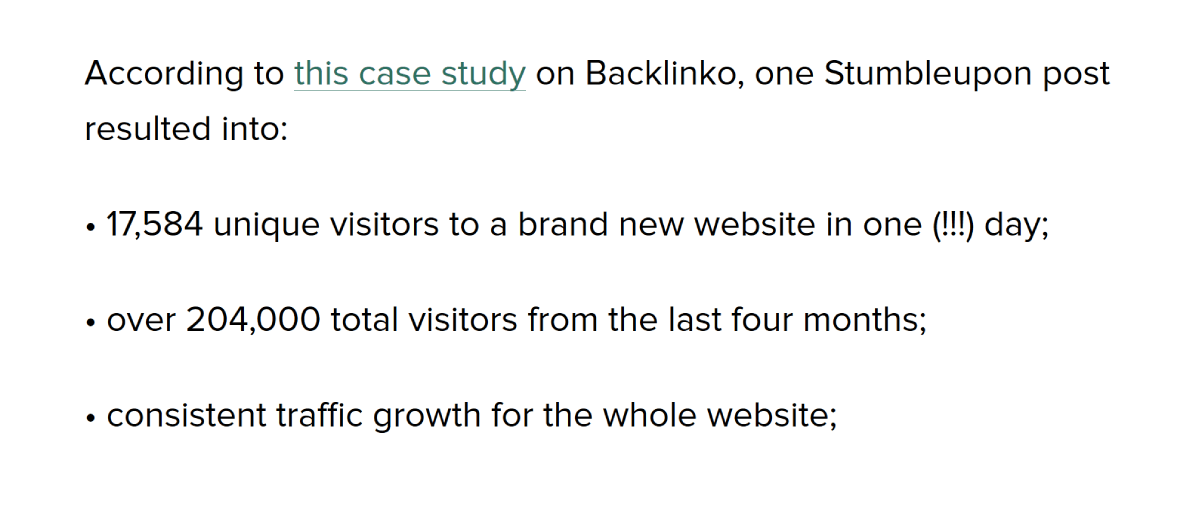 According to this case study on Backlinko, one Stumbleupon post
resulted into:
• 17,584 unique visitors to a brand new website in one (!!!) day;
• over 204,000 total visitors from the last four months;
• consistent traffic growth for the whole website;